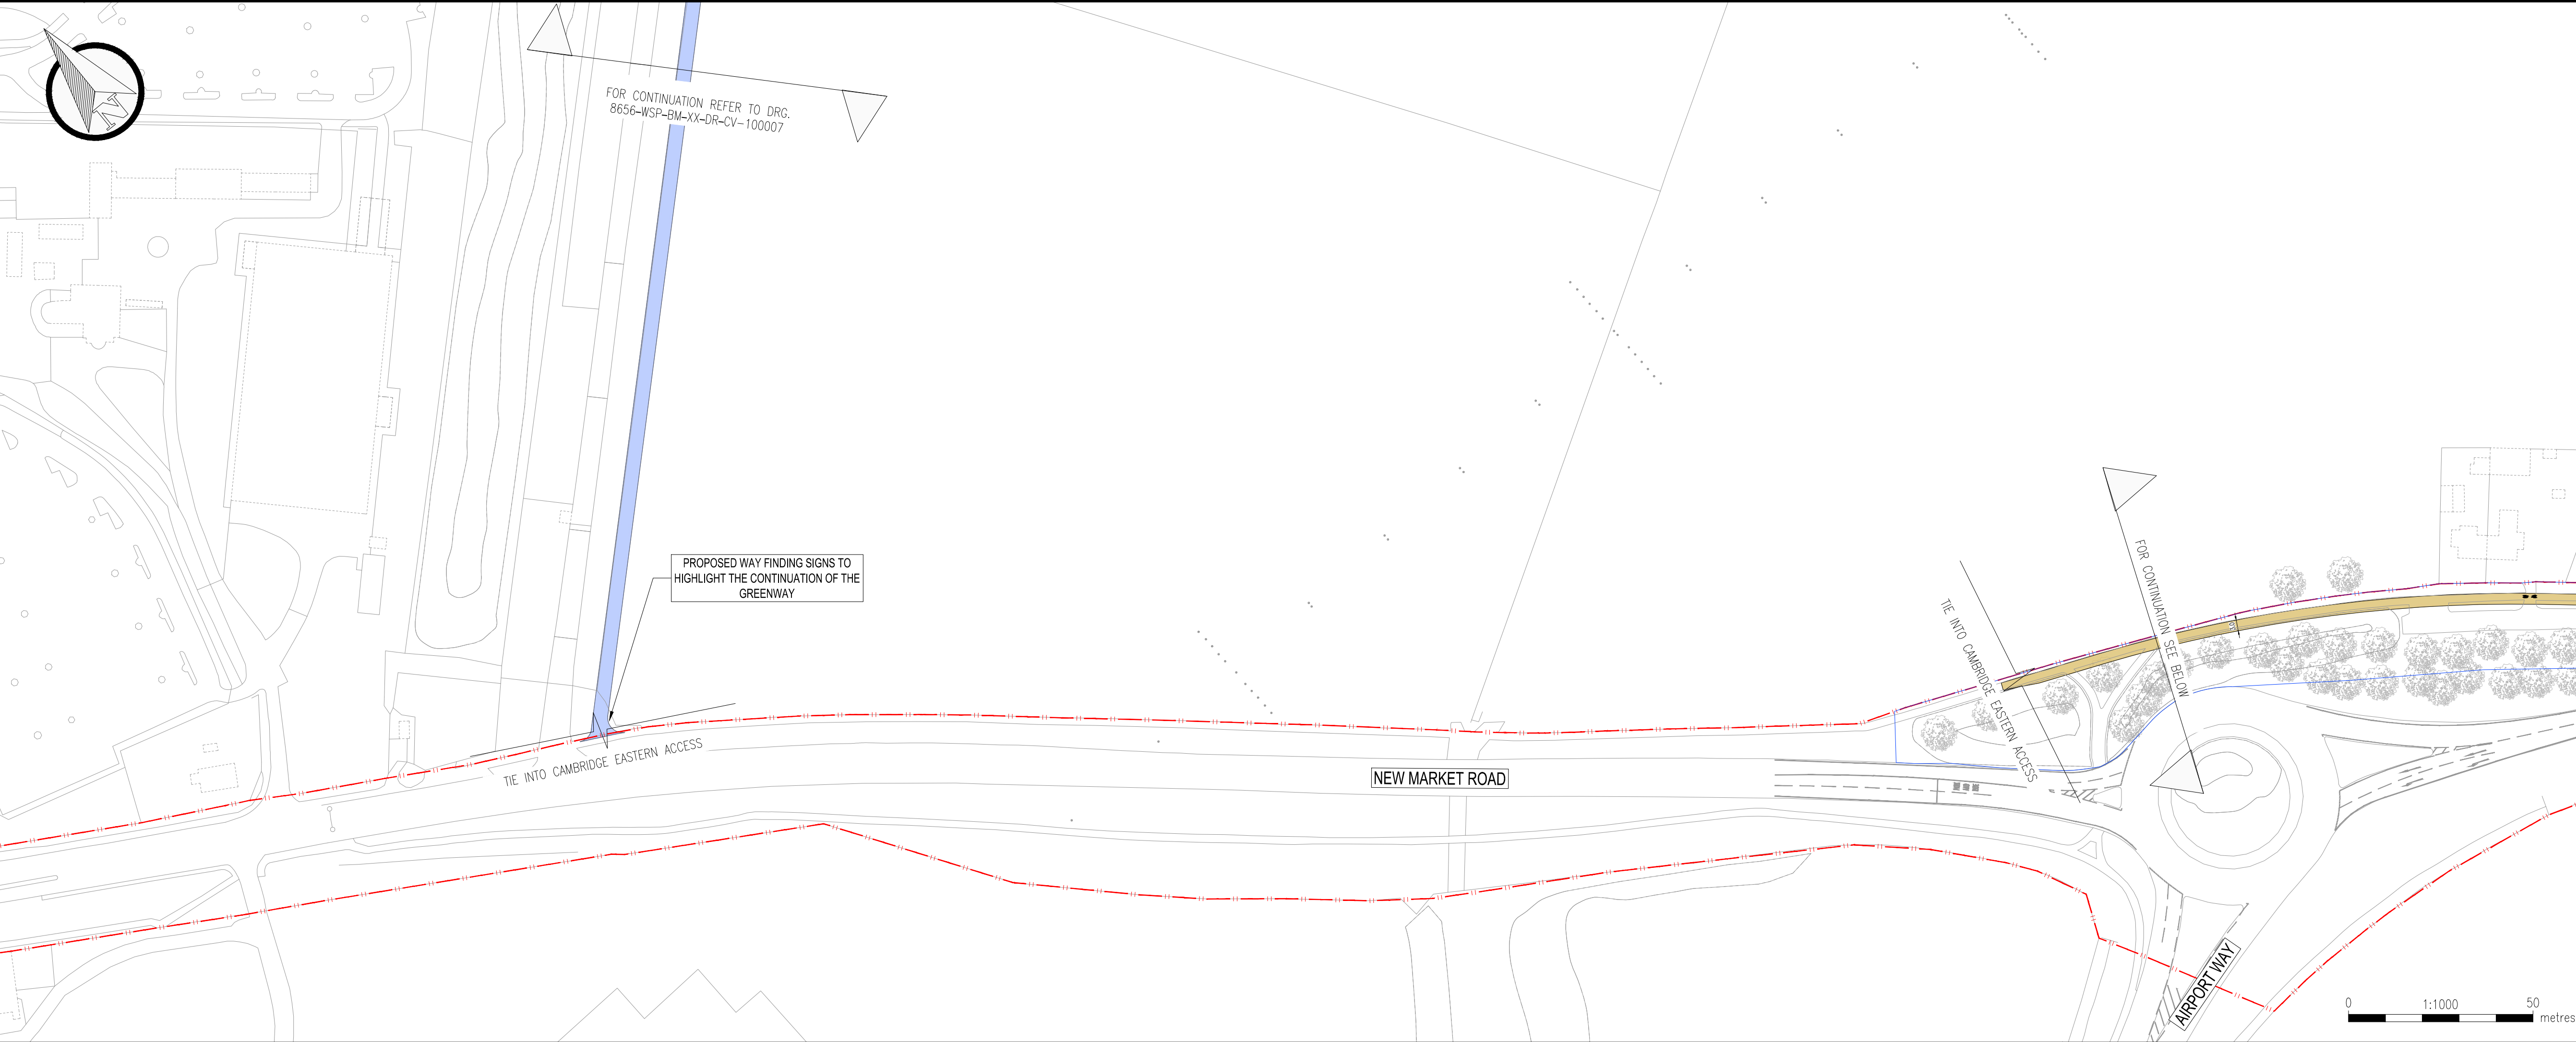 N
FOR CONTINUATION REFER TO DRG.
8656-WSP-BM-XX-DR-CV-100007
PROPOSED WAY FINDING SIGNS TO
HIGHLIGHT THE CONTINUATION OF THE
GREENWAY
TIE INTO CAMBRIDGE EASTERN ACCESS
NEW MARKET ROAD
TIE INTO CAMBRIDGE EASTERN ACCESS
FOR CONTINUATION SEE BELOW
AIRPORT WAY
0 1:1000 50
metres